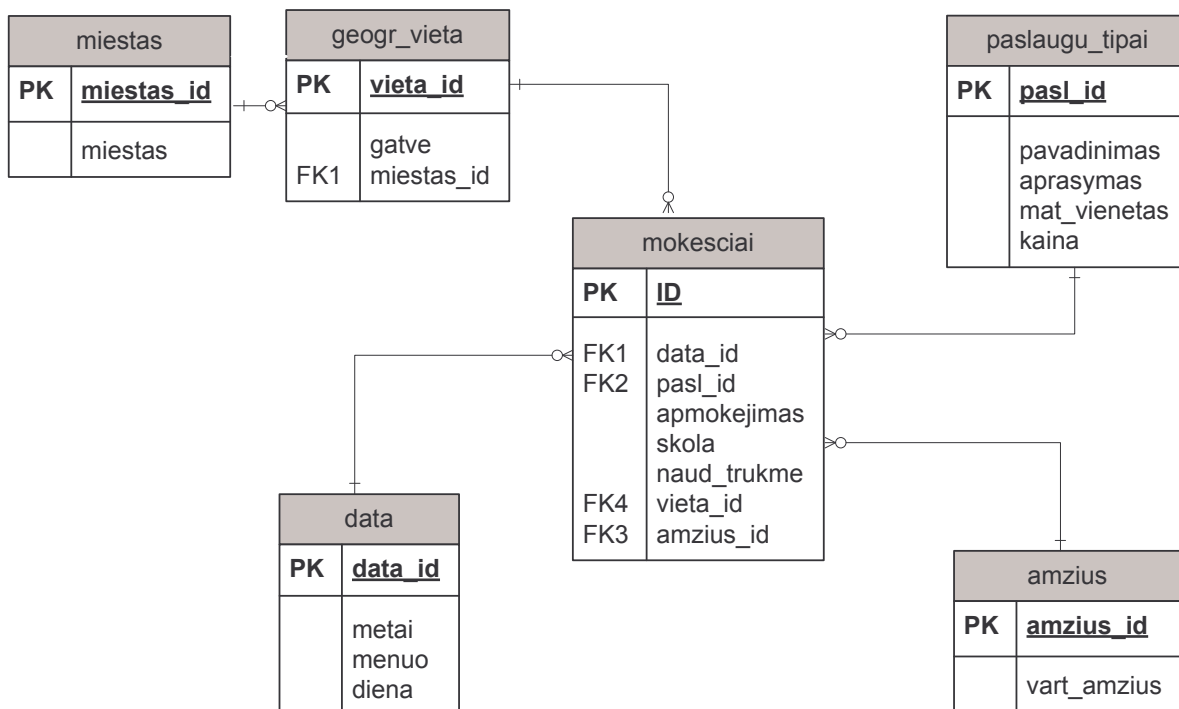 miestas
PK miestas_id
miestas
geogr_vieta
PK vieta_id
gatve
FK1 miestas_id
paslaugu_tipai
PK pasl_id
pavadinimas
aprasymas
mat_vienetas
kaina
mokesciai
PK ID
FK1 data_id
FK2 pasl_id
apmokejimas
skola
naud_trukme
FK4 vieta_id
FK3 amzius_id
data
PK data_id
metai
menuo
diena
amzius
PK amzius_id
vart_amzius